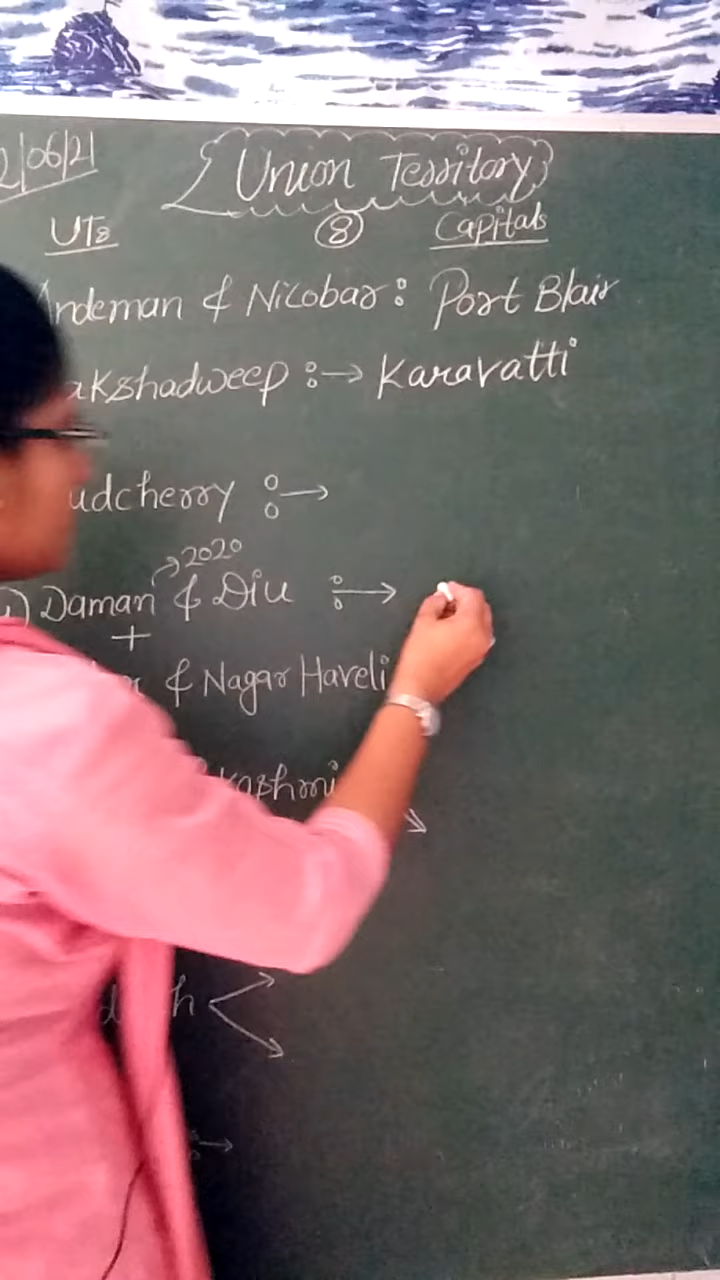 2/06/21
Union Territory
UTs 8 Capitals
Andeman & Nicobar : Port Blair
akshadweep :→ Karavatti
udcherry :→
→2020
Daman & Diu :→
+
& Nagar Haveli
kashmi
h